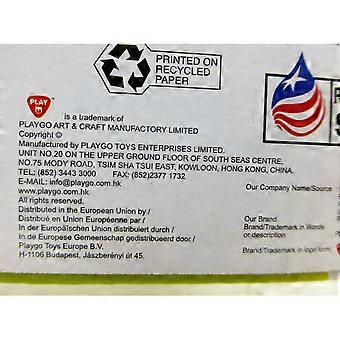 PRINTED ON
RECYCLED
PAPER
PLAY
is a trademark of
PLAYGO ART & CRAFT MANUFACTORY LIMITED
Copyright ©
Manufactured by PLAYGO TOYS ENTERPRISES LIMITED.
UNIT NO.20 ON THE UPPER GROUND FLOOR OF SOUTH SEAS CENTRE,
NO.75 MODY ROAD, TSIM SHA TSUI EAST, KOWLOON, HONG KONG, CHINA.
TEL: (852) 3443 3000 FAX: (852)2377 1732
E-MAIL: info@playgo.com.hk
www.playgo.com.hk
All rights reserved.
Distributed in the European Union by/
Distribué en Union Européenne par /
In der Europäischen Union distributiert durch /
In de Europese Gemeenschap gedistribueerd door /
Playgo Toys Europe B.V.
H-1106 Budapest, Jászberényi út 45.
Our Company Name/Source
Our Brand
Brand/Trademark in Words
or description
Brand/Trademark in logo form